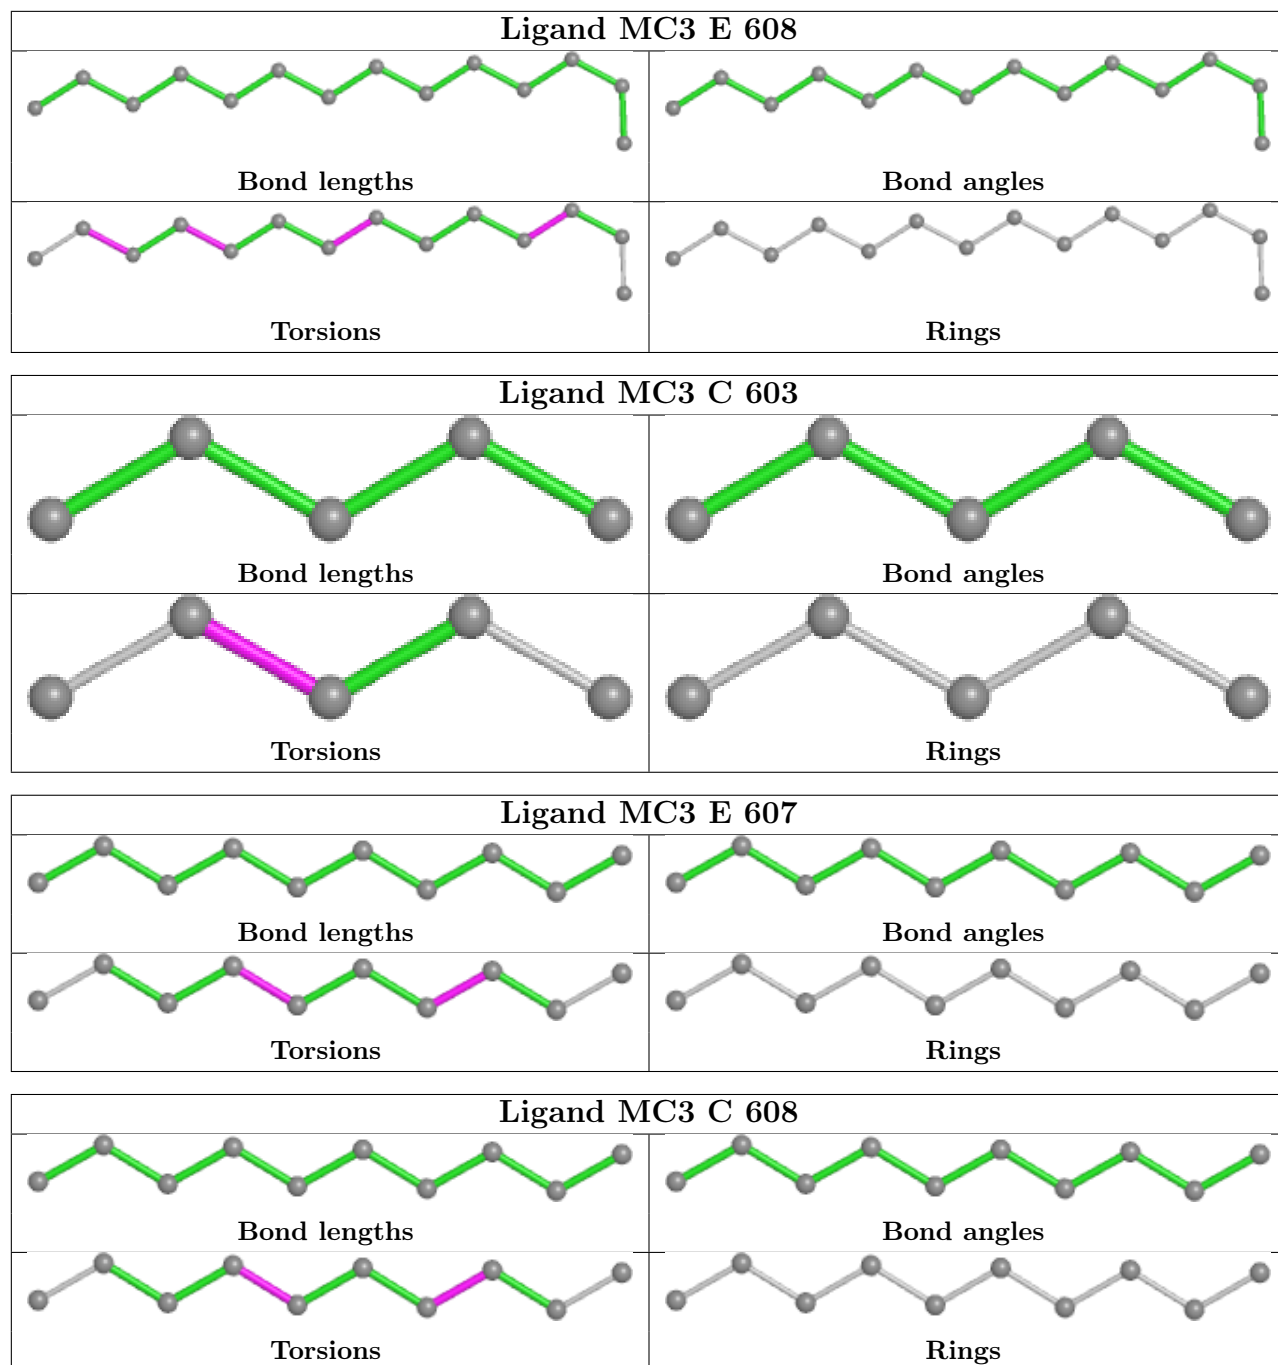 Ligand MC3 E 608
Bond lengths Bond angles
Torsions Rings
Ligand MC3 C 603
Bond lengths Bond angles
Torsions Rings
Ligand MC3 E 607
Bond lengths Bond angles
Torsions Rings
Ligand MC3 C 608
Bond lengths Bond angles
Torsions Rings